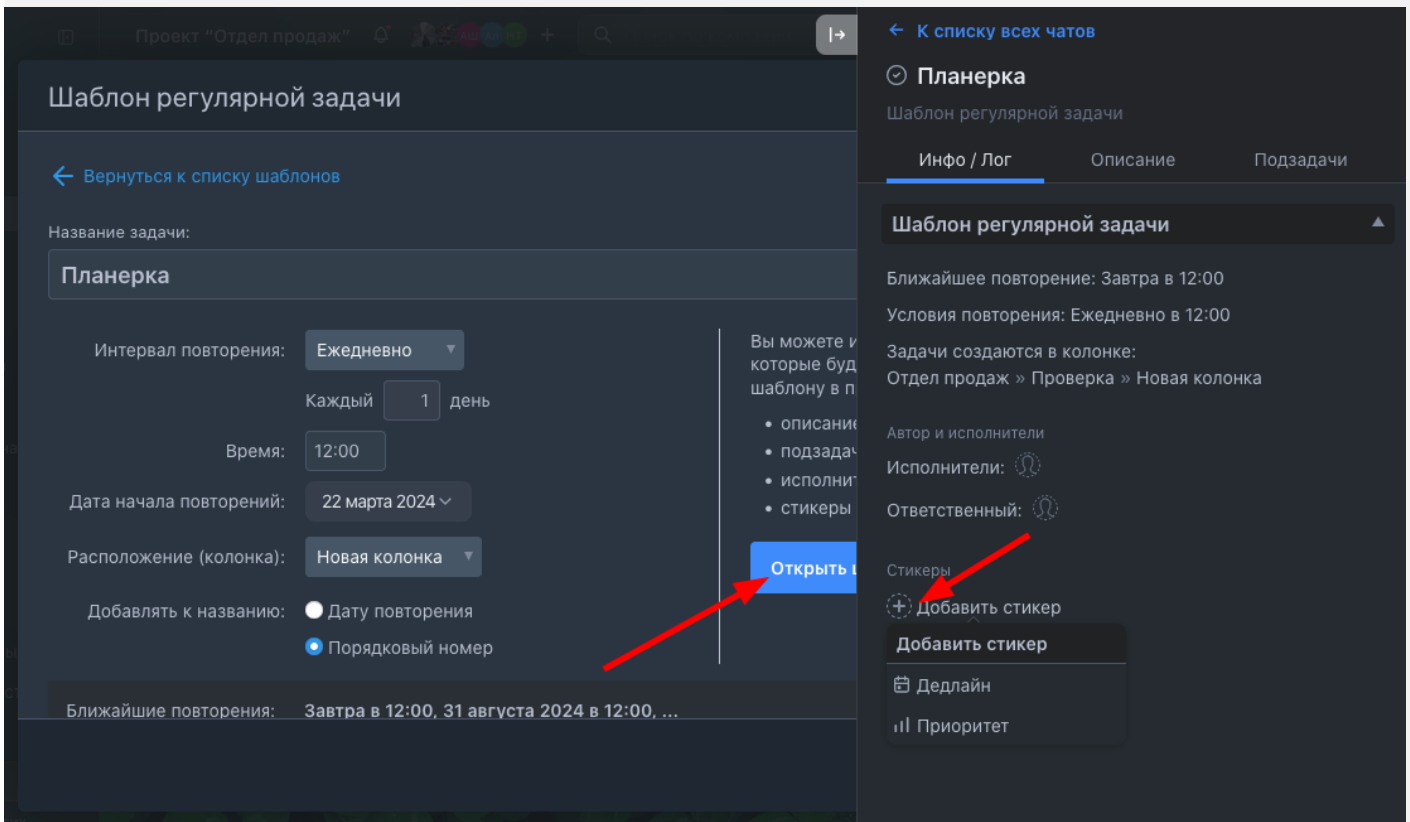 Проект "Отдел продаж"
Шаблон регулярной задачи
Вернуться к списку шаблонов
Название задачи:
Планерка
Интервал повторения: Ежедневно
Каждый 1 день
Время: 12:00
Дата начала повторений: 22 марта 2024
Расположение (колонка): Новая колонка
Добавлять к названию: Дату повторения
Порядковый номер
Ближайшие повторения: Завтра в 12:00, 31 августа 2024 в 12:00, ...
Вы можете
которые
шаблону в
• описание
•
•
• стикеры
Открыть
К списку всех чатов
Планерка
Шаблон регулярной задачи
Инфо / Лог Описание Подзадачи
Шаблон регулярной задачи
Ближайшее повторение: Завтра в 12:00
Условия повторения: Ежедневно в 12:00
Задачи создаются в колонке:
Отдел продаж » Проверка » Новая колонка
Автор и исполнители
Исполнители:
Ответственный:
Стикеры
Добавить стикер
Добавить стикер
Дедлайн
Приоритет